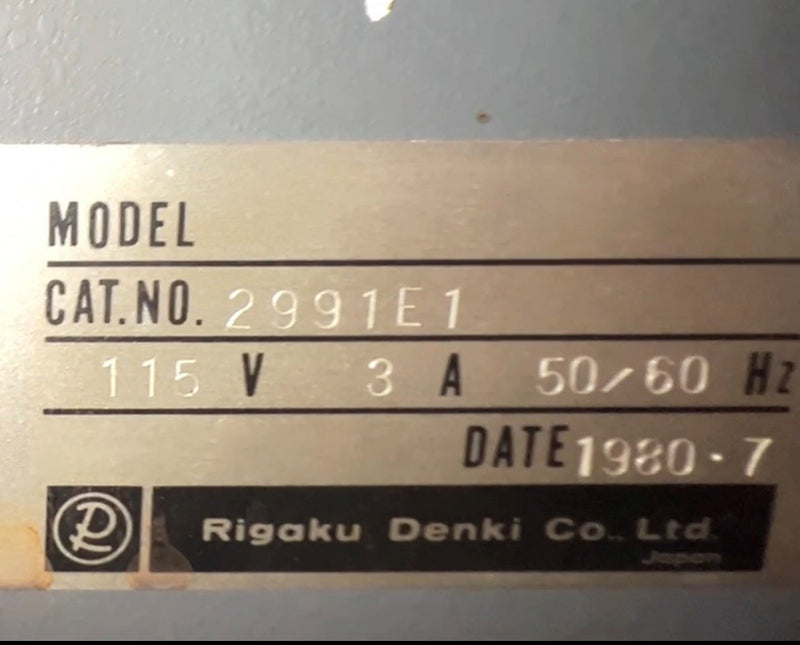 MODEL
CAT.NO. 2991E1
115 V 3 A 50/60 Hz
DATE 1980·7
R Rigaku Denki Co., Ltd.
Japan